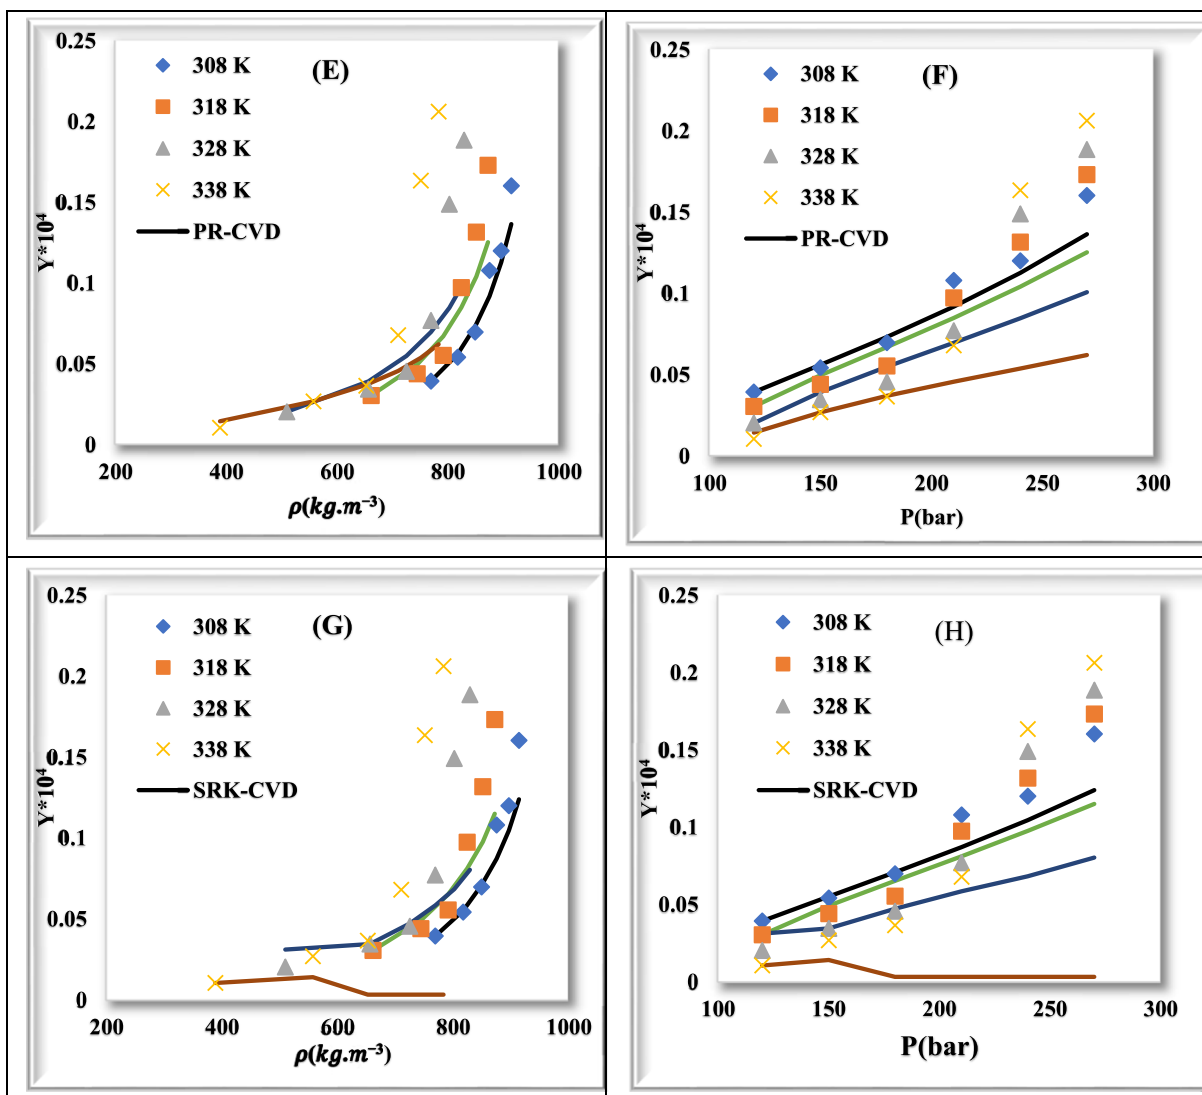 (E)
0.25
0.2
0.15
0.1
0.05
0
Y*10⁴
308 K
318 K
328 K
338 K
PR-CVD
200 400 600 800 1000
ρ(kg.m⁻³)
(F)
0.25
0.2
0.15
0.1
0.05
0
Y*10⁴
308 K
318 K
328 K
338 K
PR-CVD
100 150 200 250 300
P(bar)
(G)
0.25
0.2
0.15
0.1
0.05
0
Y*10⁴
308 K
318 K
328 K
338 K
SRK-CVD
200 400 600 800 1000
ρ(kg.m⁻³)
(H)
0.25
0.2
0.15
0.1
0.05
0
Y*10⁴
308 K
318 K
328 K
338 K
SRK-CVD
100 150 200 250 300
P(bar)